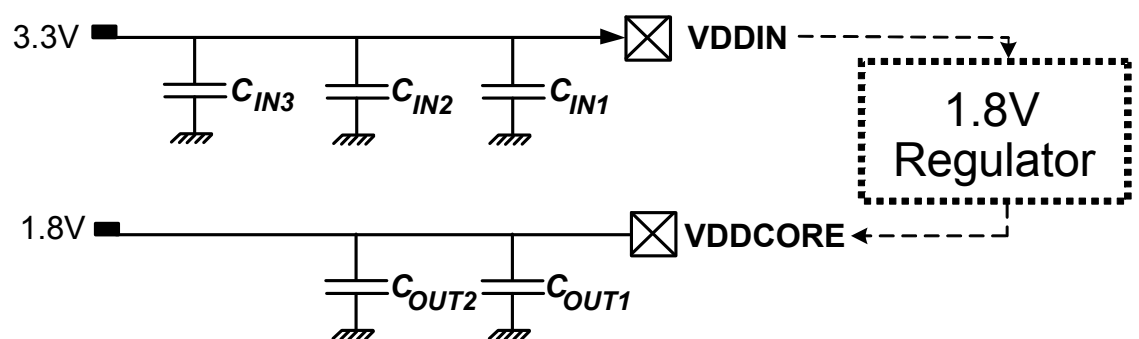 3.3V
VDDIN
C_IN3
C_IN2
C_IN1
1.8V
Regulator
1.8V
VDDCORE
C_OUT2
C_OUT1